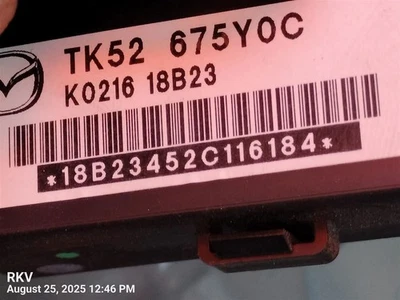 TK52 675Y0C
K0216 18B23
*18B23452C116184*
RKV
August 25, 2025 12:46 PM